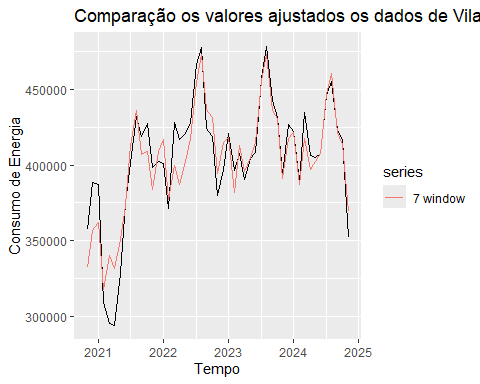 Comparação os valores ajustados os dados de Vila
Consumo de Energia
450000
400000
350000
300000
2021
2022
2023
2024
2025
Tempo
series
7 window